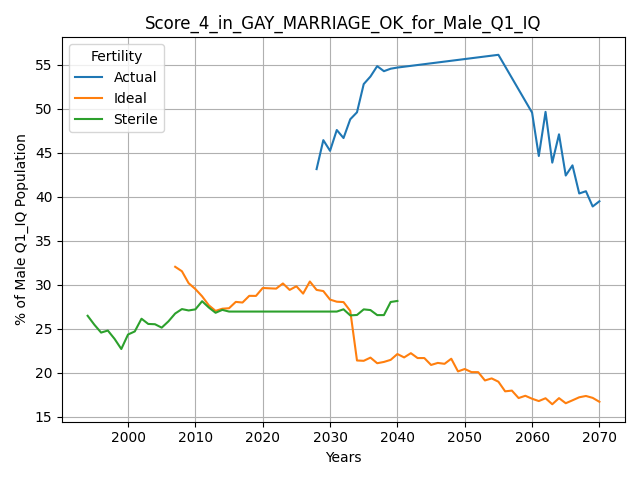 Score_4_in_GAY_MARRIAGE_OK_for_Male_Q1_IQ
Fertility
Actual
Ideal
Sterile
% of Male Q1_IQ Population
55
50
45
40
35
30
25
20
15
2000
2010
2020
2030
2040
2050
2060
2070
Years